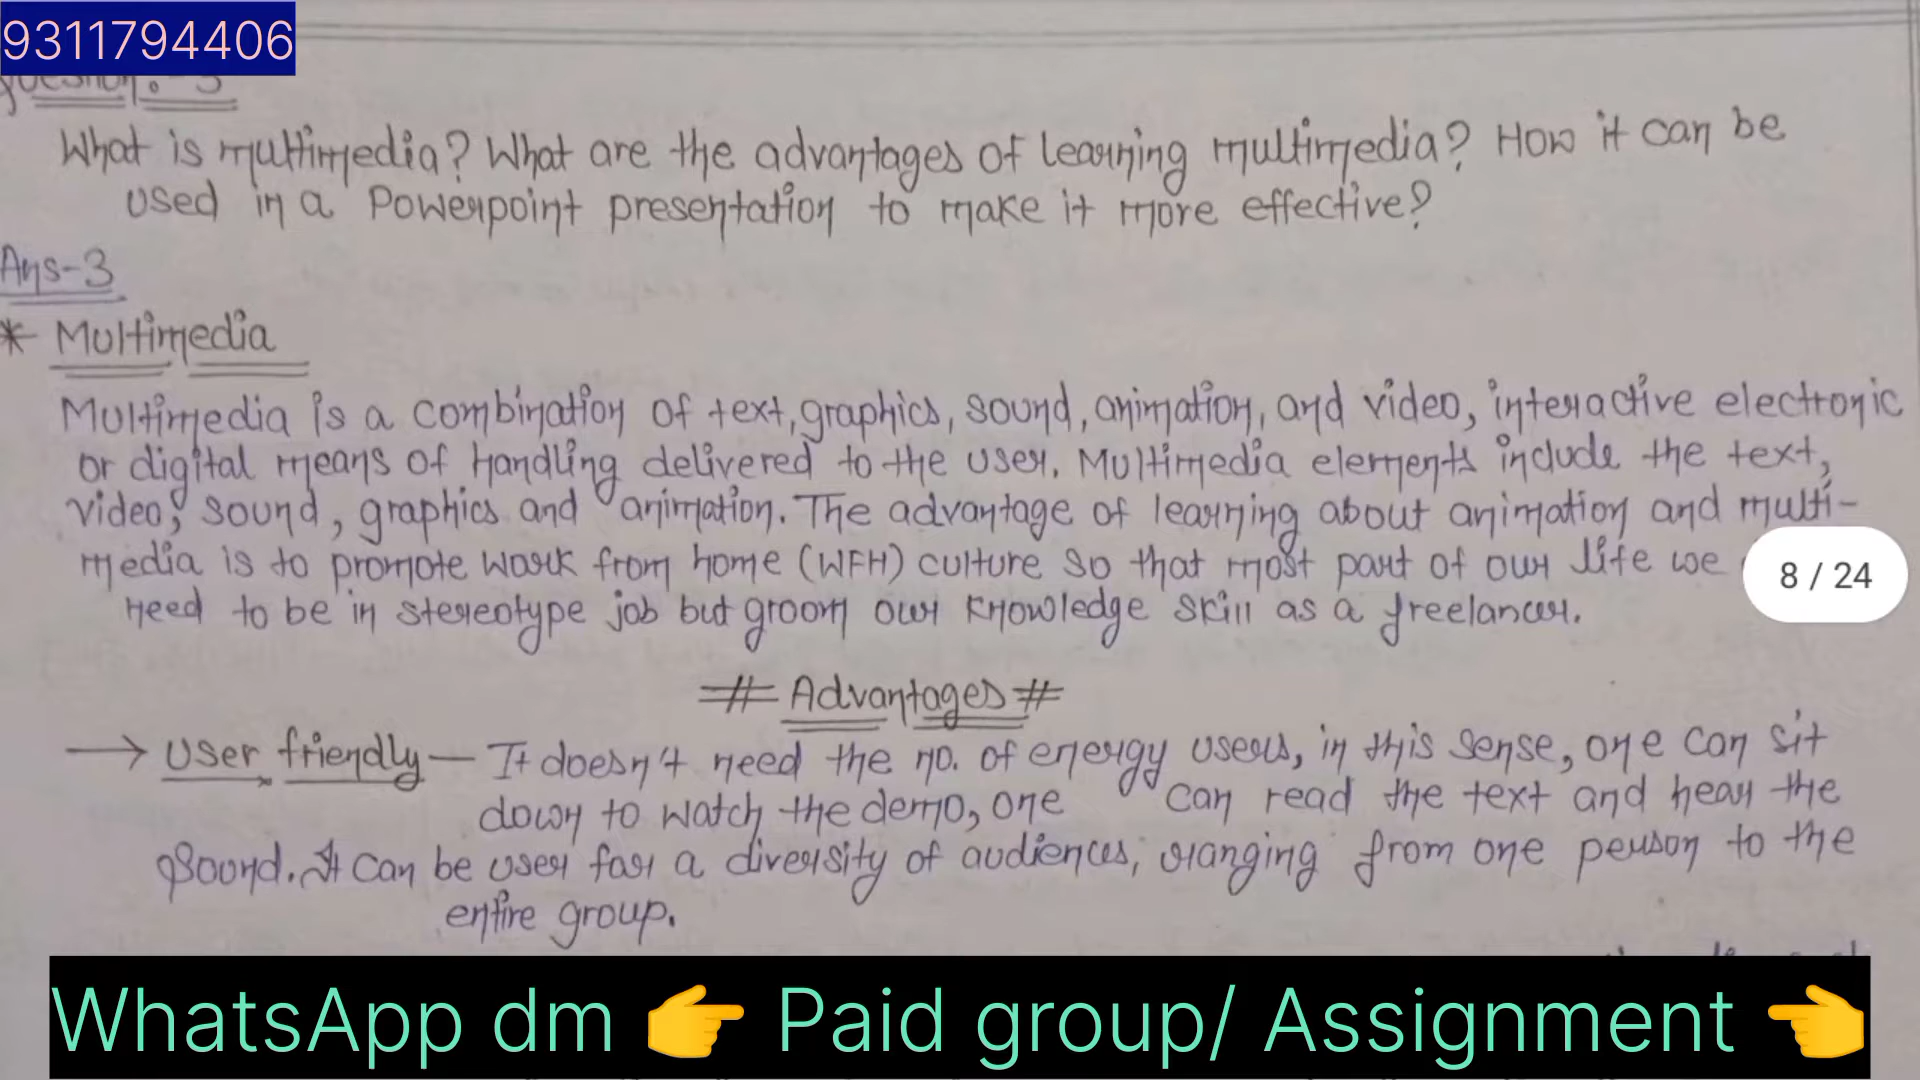 9311794406
Question:- 3
What is multimedia? What are the advantages of learning multimedia? How it can be
used in a Powerpoint presentation to make it more effective?
Ans-3
* Multimedia
Multimedia is a combination of text, graphics, sound, animation, and video, interactive electronic
or digital means of handling delivered to the user. Multimedia elements include the text,
video, sound, graphics and animation. The advantage of learning about animation and multi-
media is to promote work from home (WFH) culture so that most part of our life we
need to be in stereotype job but groom our knowledge skill as a freelancer.
8 / 24
# Advantages #
→ User friendly — It doesn't need the no. of energy users, in this sense, one can sit
down to watch the demo, one can read the text and hear the
sound. It can be user for a diversity of audiences, ranging from one person to the
entire group.
WhatsApp dm 👉 Paid group/ Assignment 👈